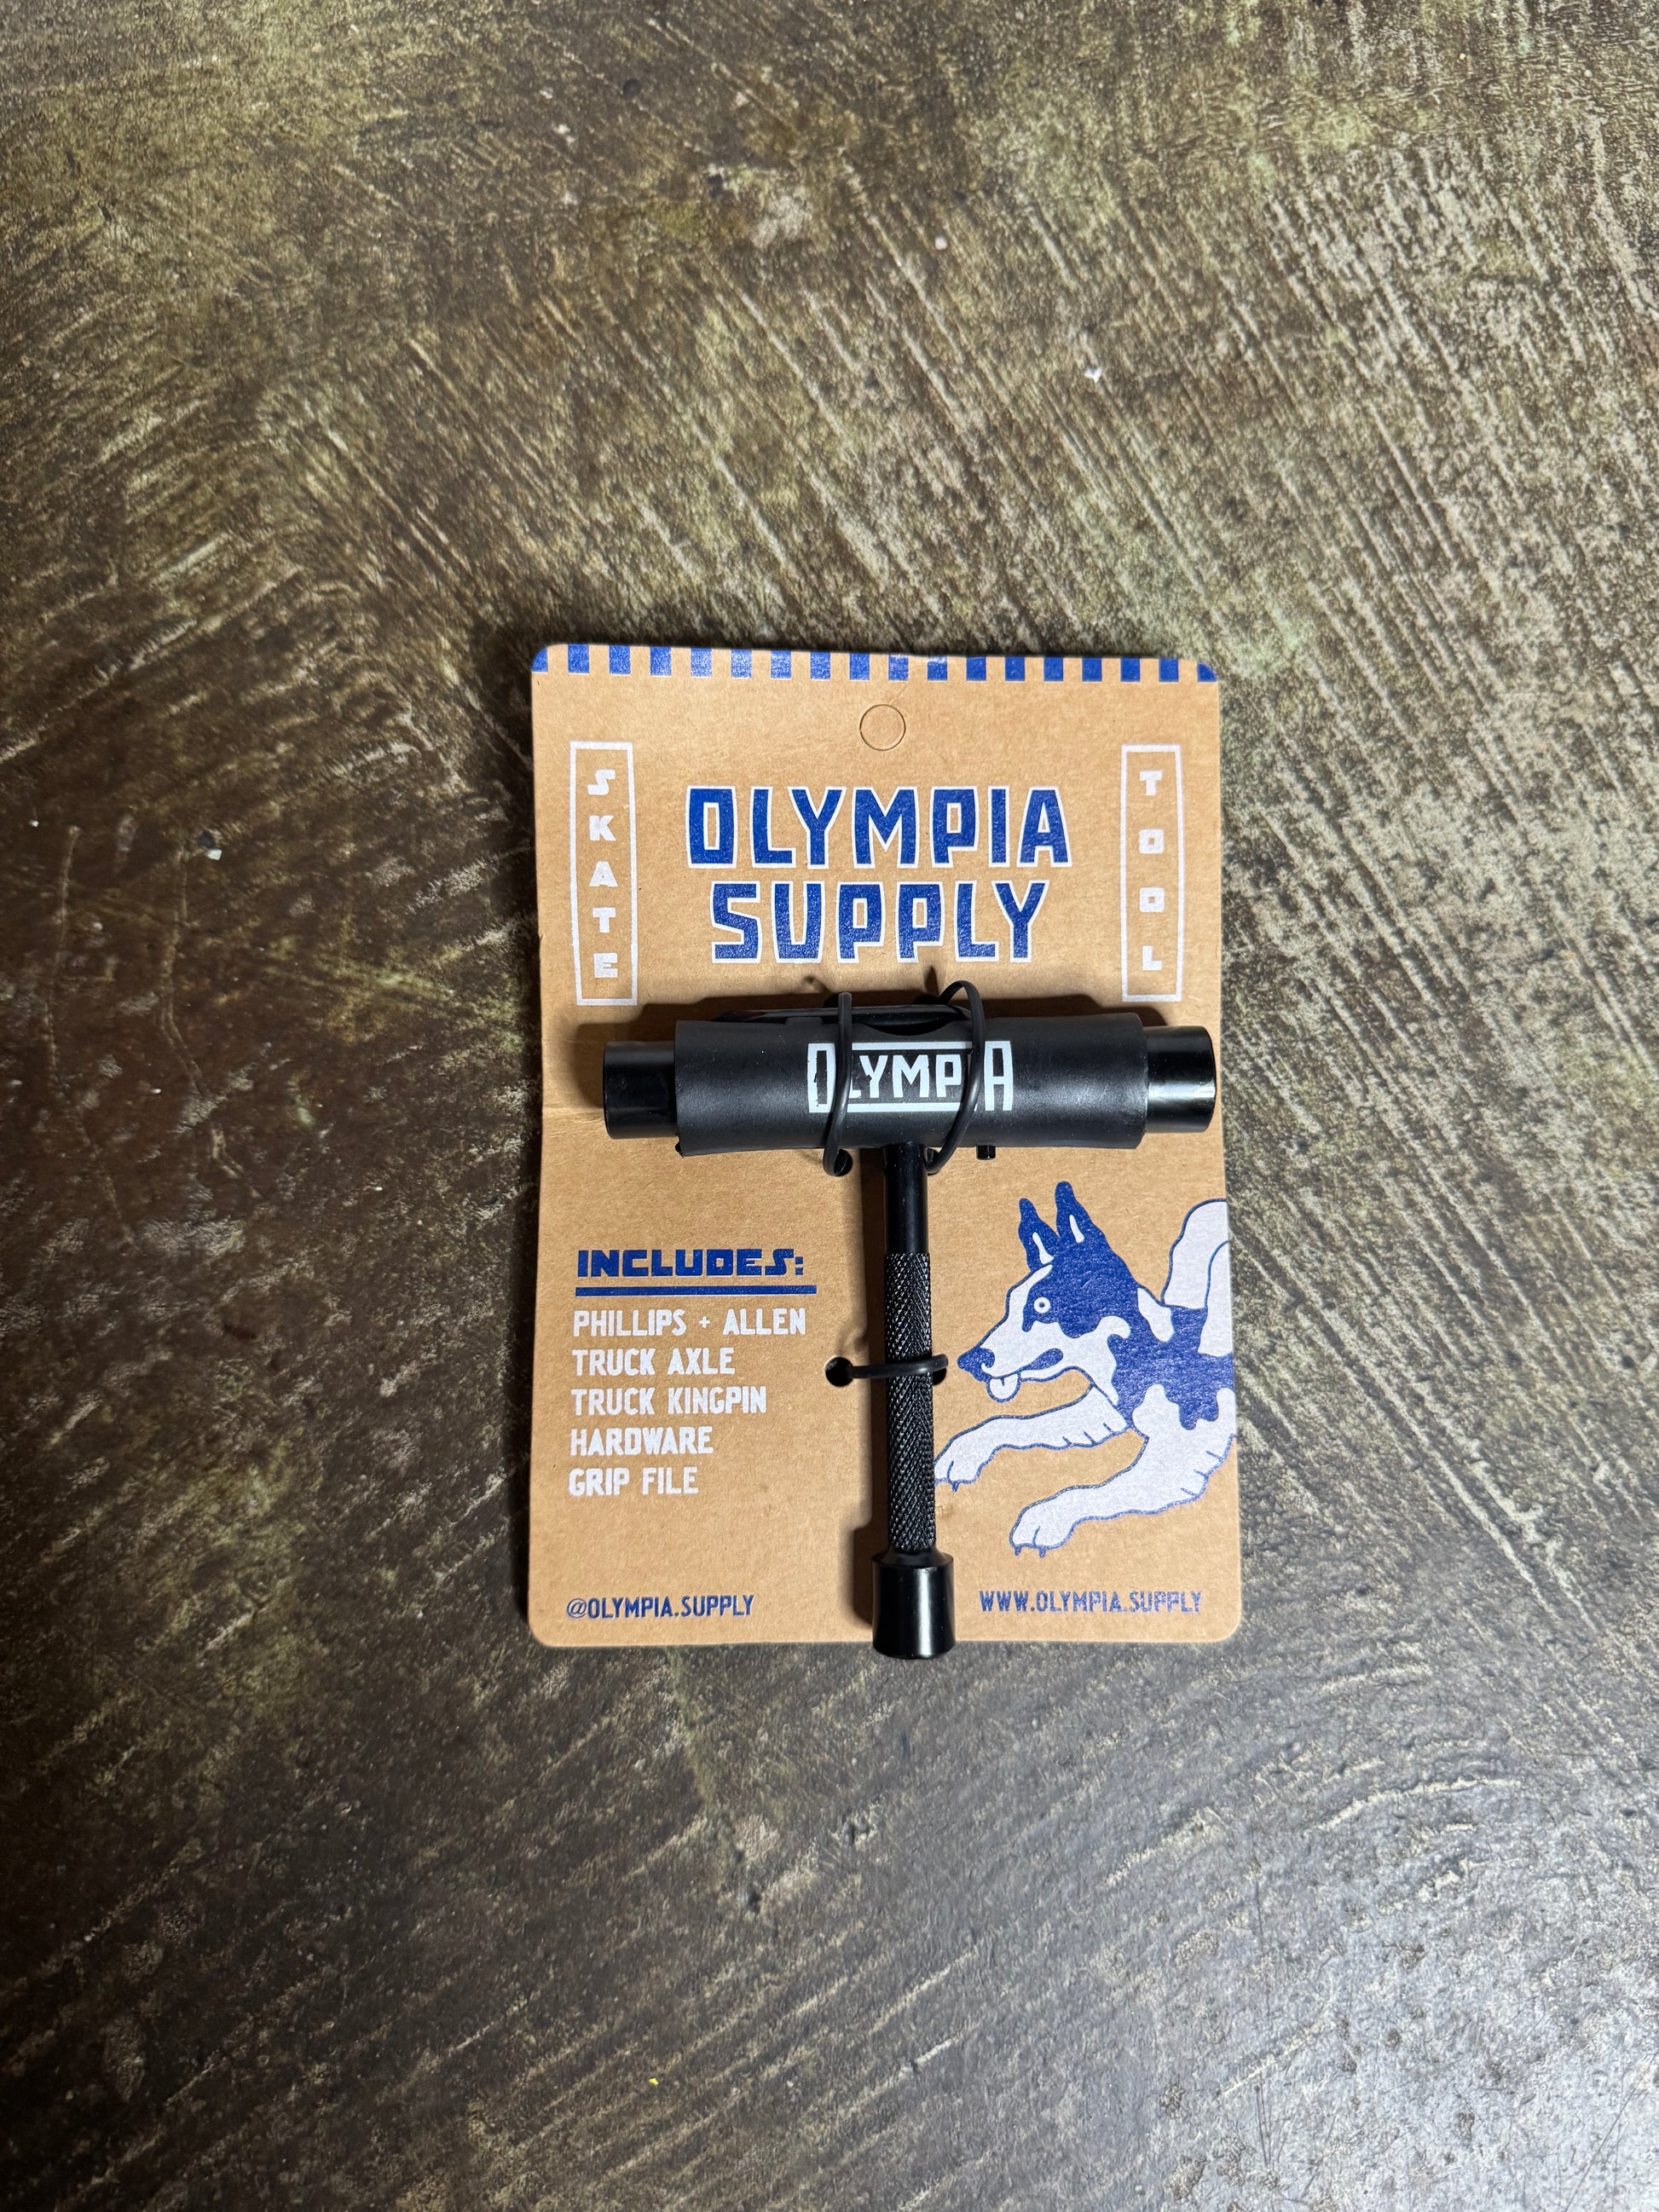 SKATE
OLYMPIA
SUPPLY
TOOL
OLYMPIA
INCLUDES:
PHILLIPS + ALLEN
TRUCK AXLE
TRUCK KINGPIN
HARDWARE
GRIP FILE
@OLYMPIA.SUPPLY
WWW.OLYMPIA.SUPPLY